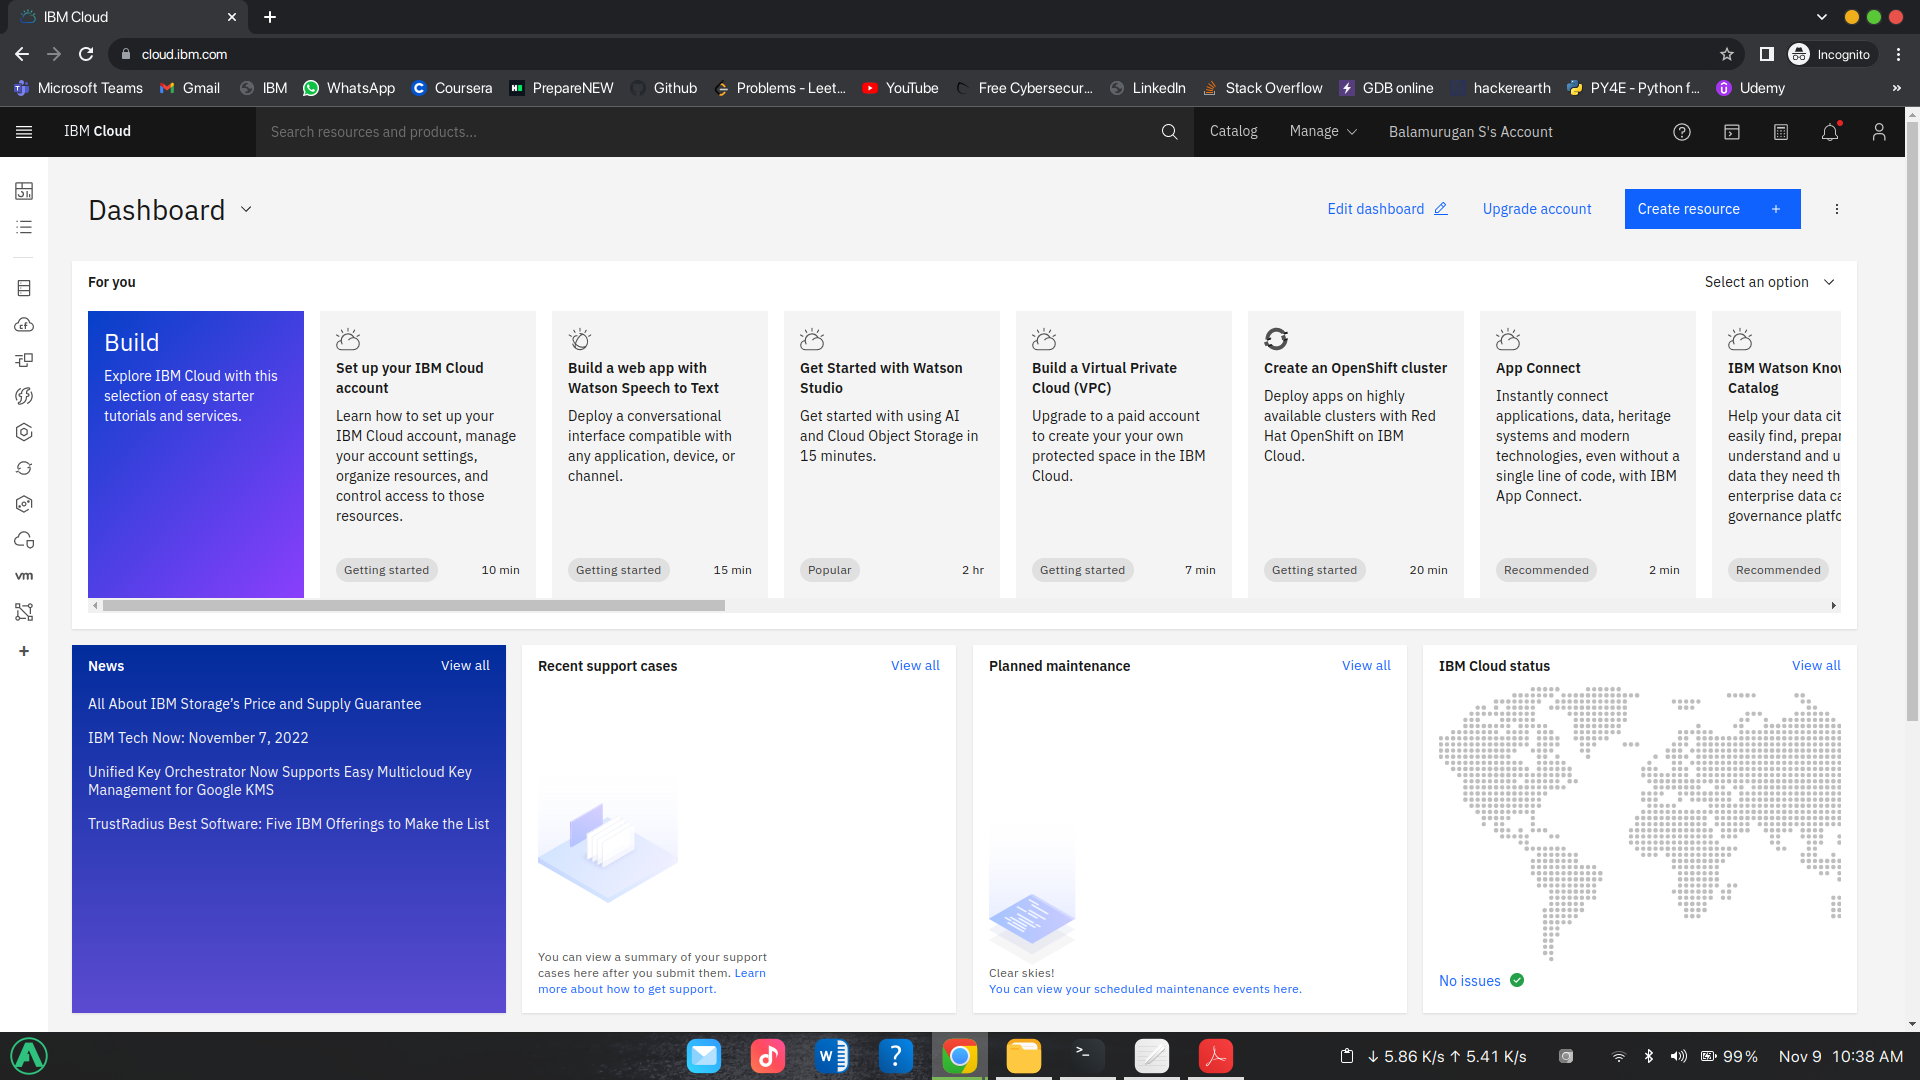 IBM Cloud
cloud.ibm.com
Incognito
Microsoft Teams
Gmail
IBM
WhatsApp
Coursera
PrepareNEW
Github
Problems - Leet...
YouTube
Free Cybersecur...
LinkedIn
Stack Overflow
GDB online
hackerearth
PY4E - Python f...
Udemy
»
IBM Cloud
Search resources and products...
Catalog
Manage
Balamurugan S's Account
Dashboard
Edit dashboard
Upgrade account
Create resource +
For you
Select an option
Build
Explore IBM Cloud with this
selection of easy starter
tutorials and services.
Set up your IBM Cloud
account
Learn how to set up your
IBM Cloud account, manage
your account settings,
organize resources, and
control access to those
resources.
Getting started
10 min
Build a web app with
Watson Speech to Text
Deploy a conversational
interface compatible with
any application, device, or
channel.
Getting started
15 min
Get Started with Watson
Studio
Get started with using AI
and Cloud Object Storage in
15 minutes.
Popular
2 hr
Build a Virtual Private
Cloud (VPC)
Upgrade to a paid account
to create your your own
protected space in the IBM
Cloud.
Getting started
7 min
Create an OpenShift cluster
Deploy apps on highly
available clusters with Red
Hat OpenShift on IBM
Cloud.
Getting started
20 min
App Connect
Instantly connect
applications, data, heritage
systems and modern
technologies, even without a
single line of code, with IBM
App Connect.
Recommended
2 min
IBM Watson Know
Catalog
Help your data cit
easily find, prepar
understand and u
data they need th
enterprise data ca
governance platfo
Recommended
cf
vm
News
View all
All About IBM Storage's Price and Supply Guarantee
IBM Tech Now: November 7, 2022
Unified Key Orchestrator Now Supports Easy Multicloud Key
Management for Google KMS
TrustRadius Best Software: Five IBM Offerings to Make the List
Recent support cases
View all
You can view a summary of your support
cases here after you submit them. Learn
more about how to get support.
Planned maintenance
View all
Clear skies!
You can view your scheduled maintenance events here.
IBM Cloud status
View all
No issues
↓ 5.86 K/s ↑ 5.41 K/s
99%
Nov 9 10:38 AM